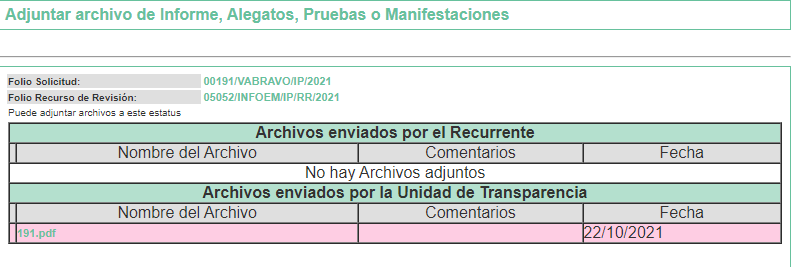 Adjuntar archivo de Informe, Alegatos, Pruebas o Manifestaciones
Folio Solicitud: 00191/VABRAVO/IP/2021
Folio Recurso de Revisión: 05052/INFOEM/IP/RR/2021
Puede adjuntar archivos a este estatus
Archivos enviados por el Recurrente
Nombre del Archivo Comentarios Fecha
No hay Archivos adjuntos
Archivos enviados por la Unidad de Transparencia
Nombre del Archivo Comentarios Fecha
191.pdf 22/10/2021